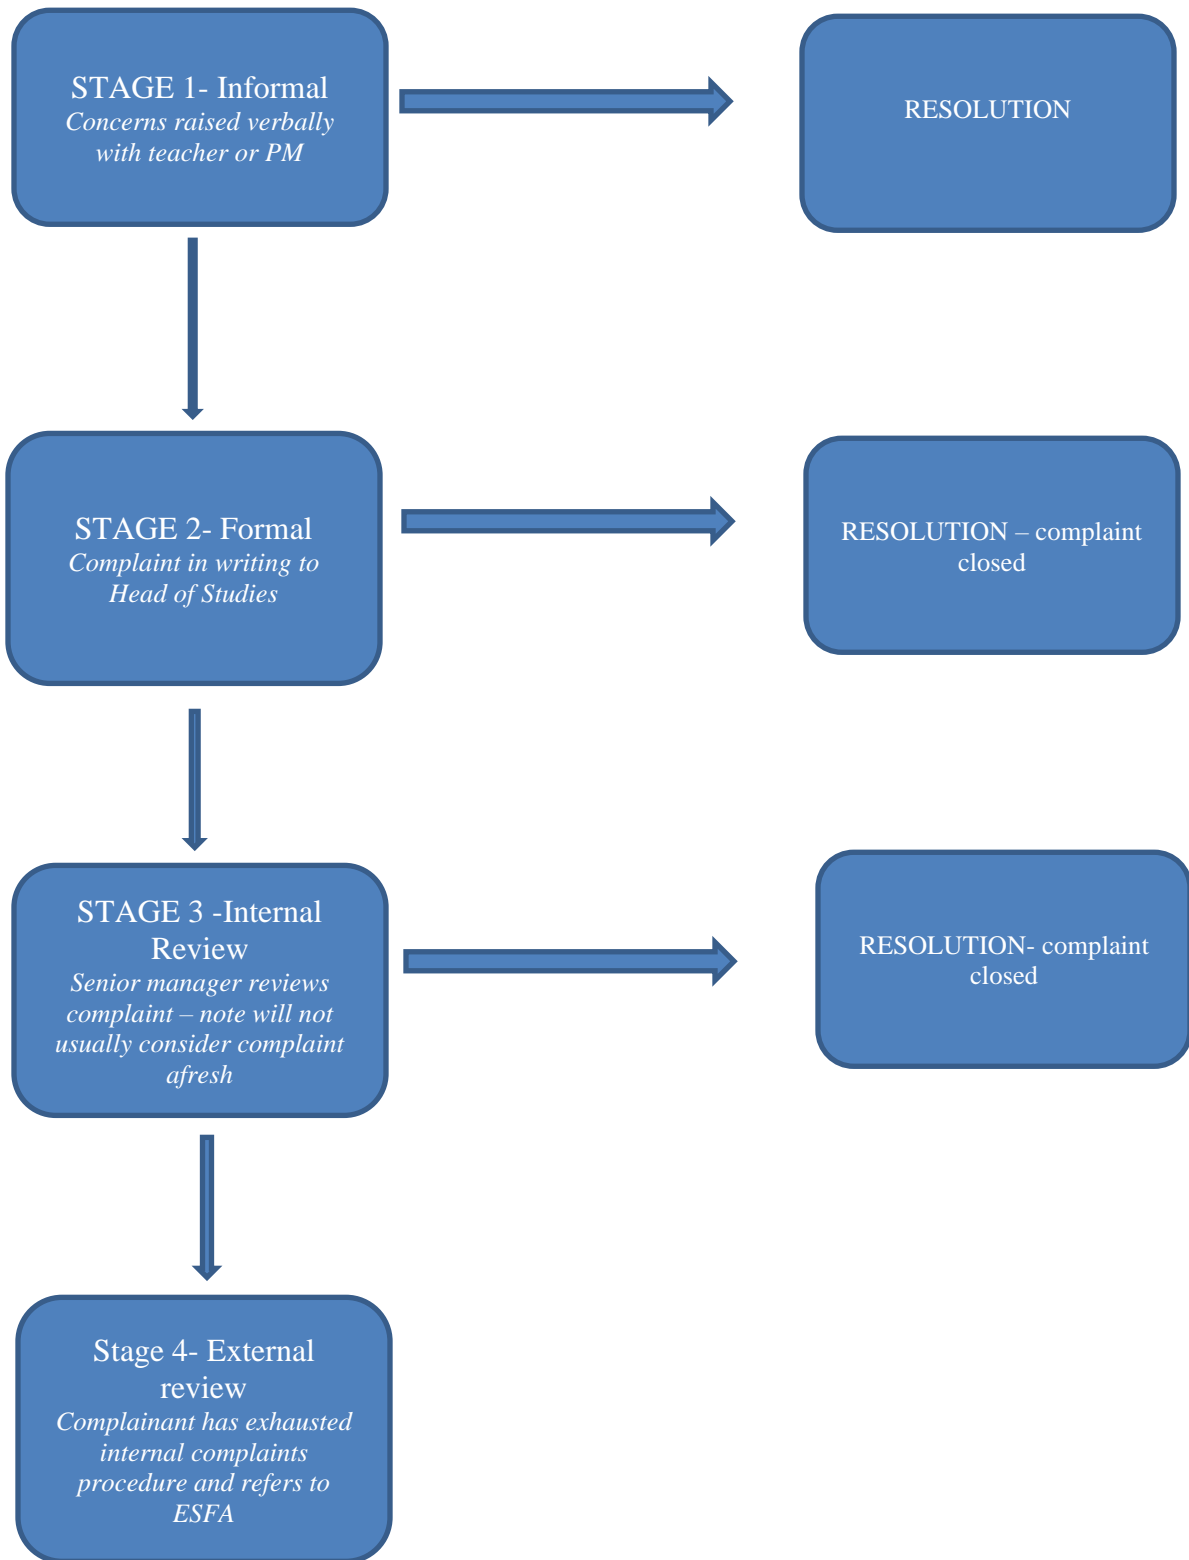 STAGE 1- Informal
Concerns raised verbally
with teacher or PM
RESOLUTION
STAGE 2- Formal
Complaint in writing to
Head of Studies
RESOLUTION – complaint
closed
STAGE 3 -Internal
Review
Senior manager reviews
complaint – note will not
usually consider complaint
afresh
RESOLUTION- complaint
closed
Stage 4- External
review
Complainant has exhausted
internal complaints
procedure and refers to
ESFA